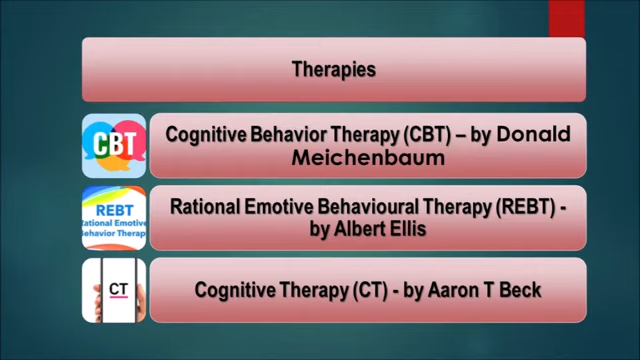 Therapies
CBT
Cognitive Behavior Therapy (CBT) – by Donald
Meichenbaum
REBT
Rational Emotive
Behavior Therapy
Rational Emotive Behavioural Therapy (REBT) -
by Albert Ellis
CT
Cognitive Therapy (CT) - by Aaron T Beck